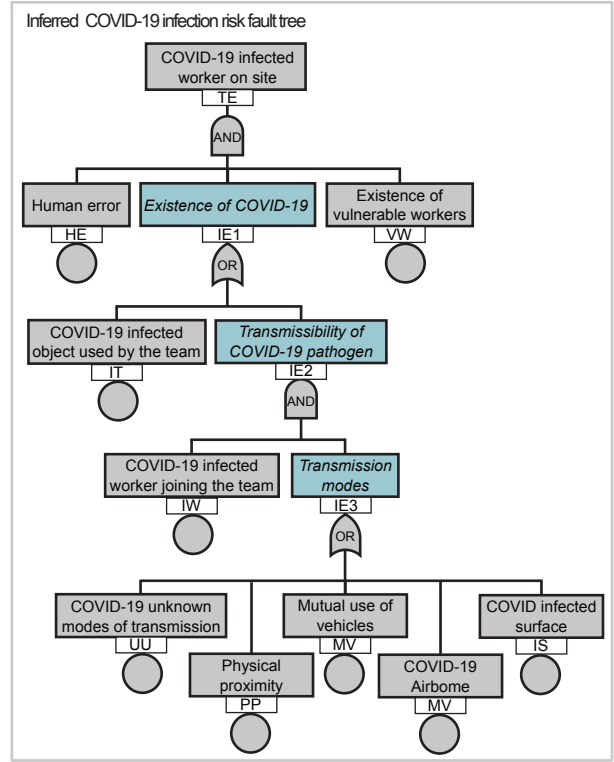 Inferred COVID-19 infection risk fault tree
COVID-19 infected
worker on site
TE
AND
Human error
HE
Existence of COVID-19
IE1
Existence of
vulnerable workers
VW
OR
COVID-19 infected
object used by the team
IT
Transmissibility of
COVID-19 pathogen
IE2
AND
COVID-19 infected
worker joining the team
IW
Transmission
modes
IE3
OR
COVID-19 unknown
modes of transmission
UU
Mutual use of
vehicles
MV
COVID infected
surface
IS
Physical
proximity
PP
COVID-19
Airbome
MV